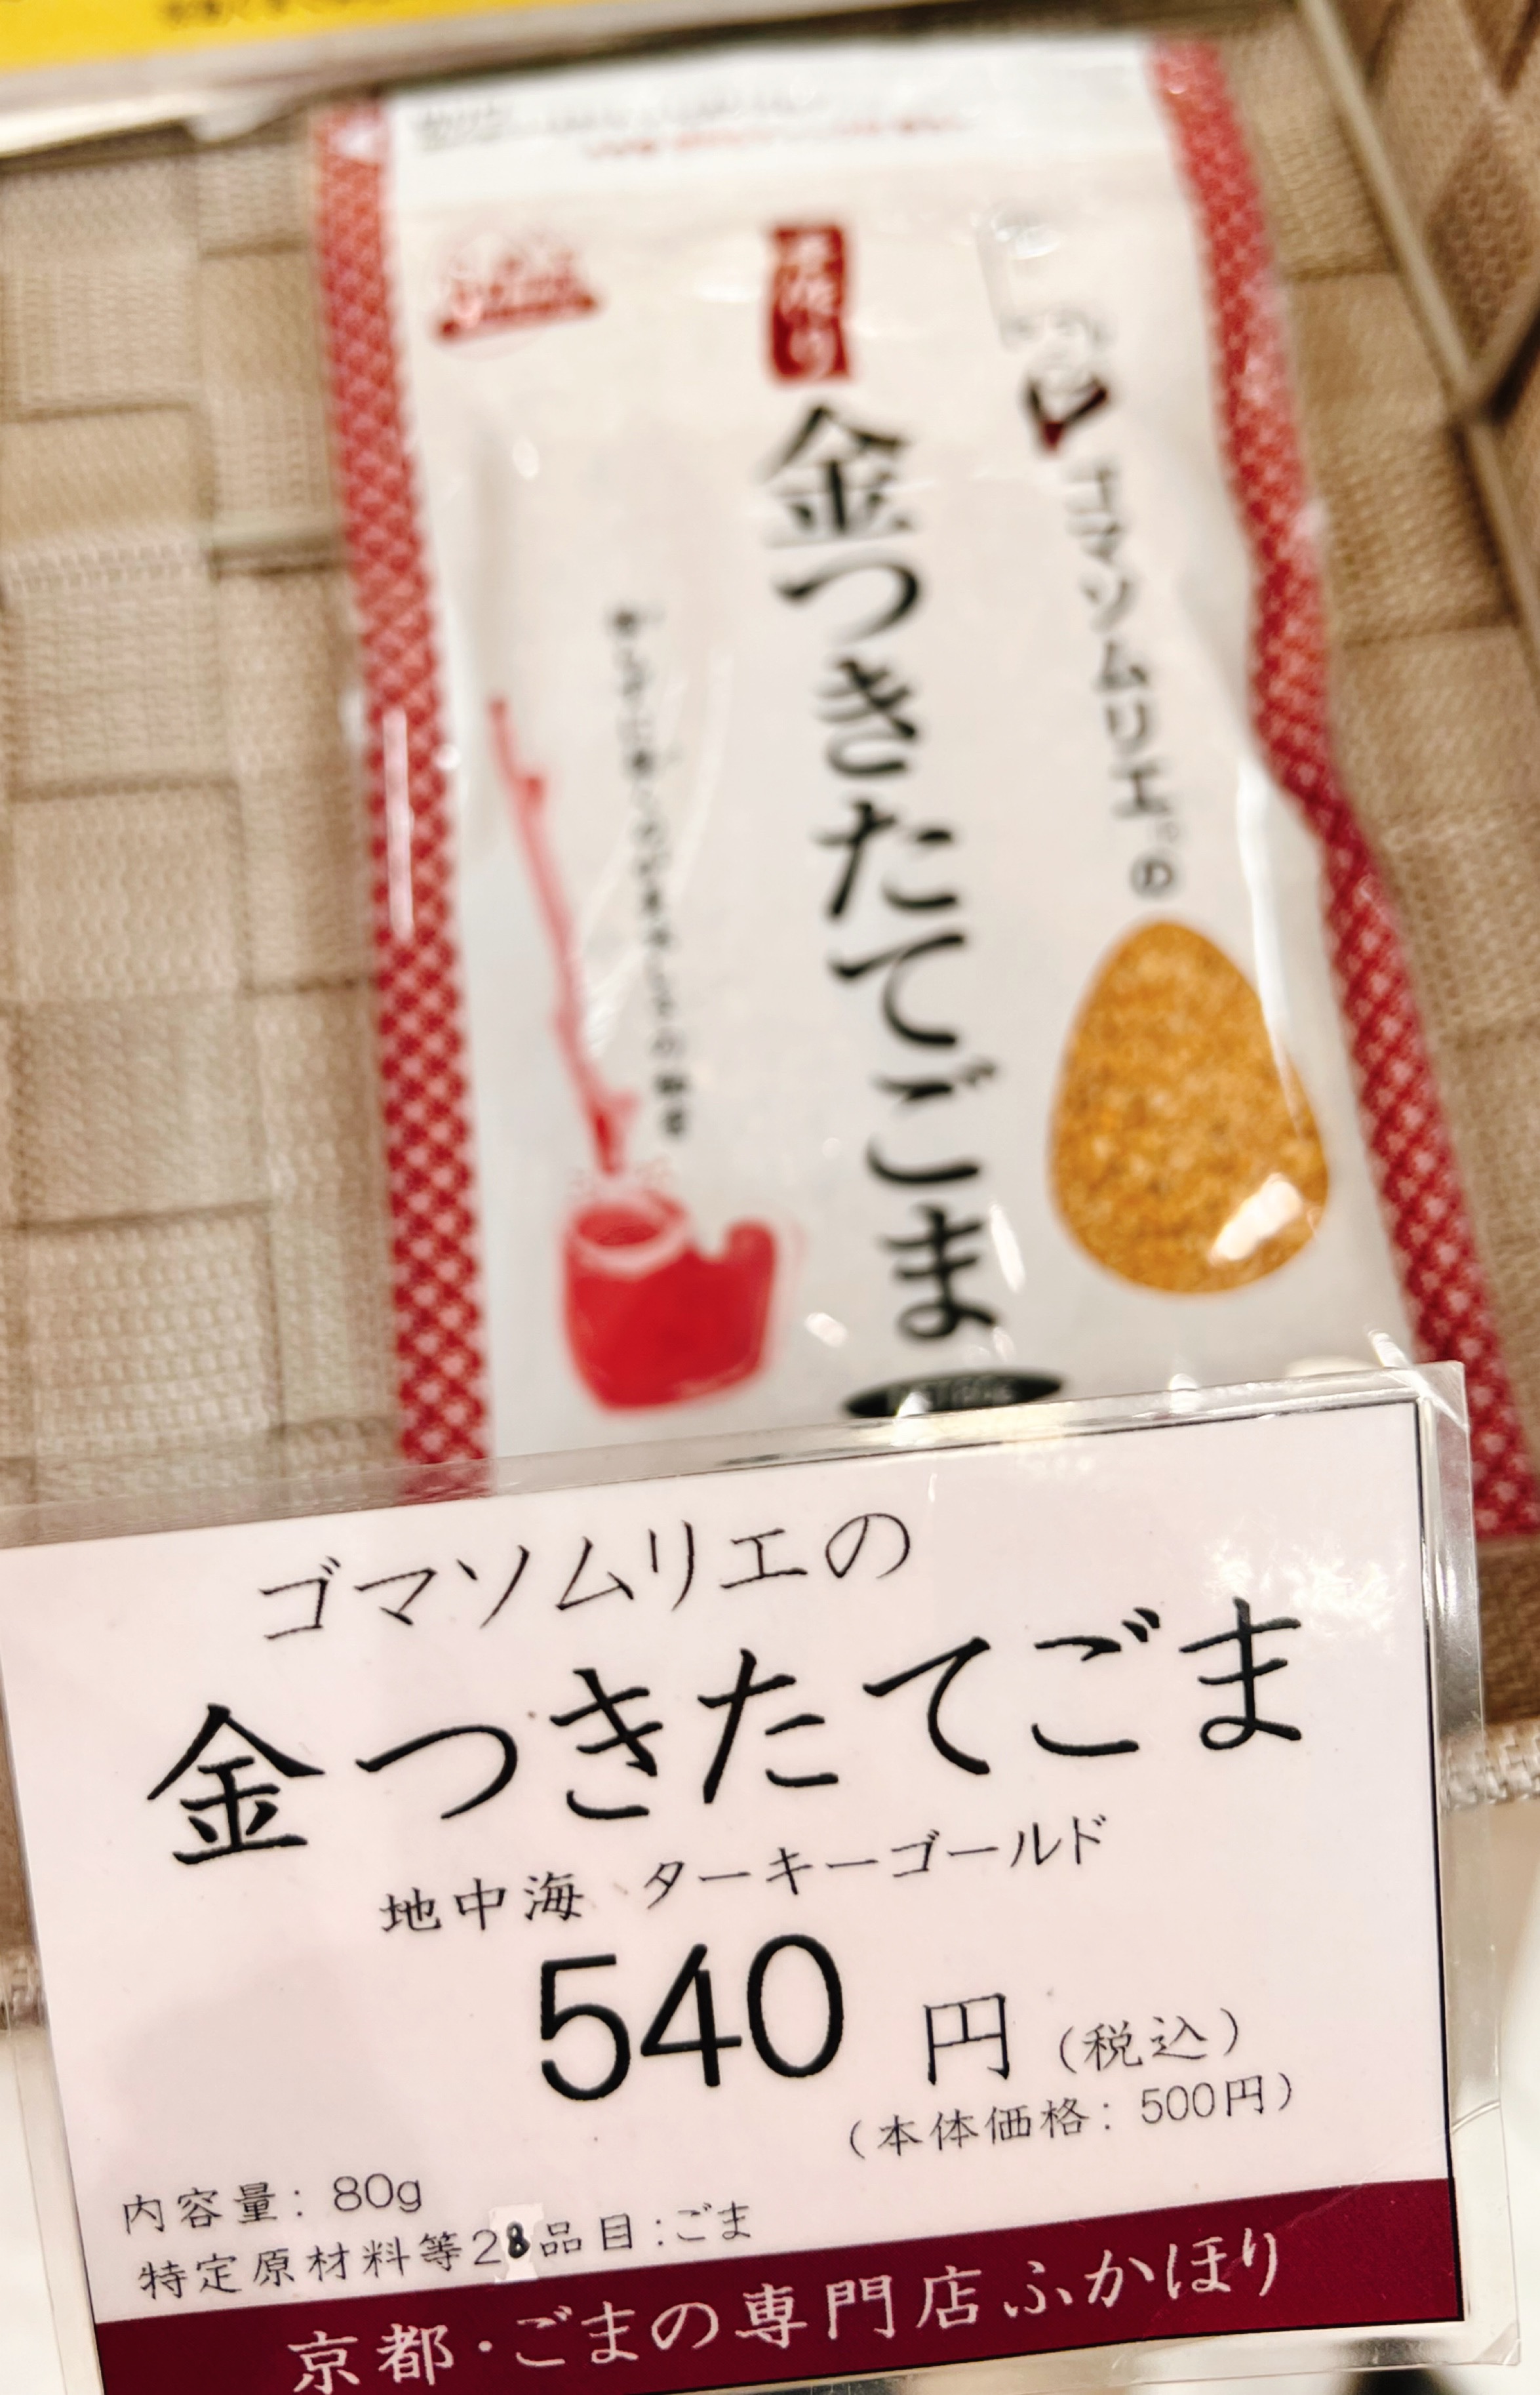 手作り
金つきたてごま
ゴマソムリエ®の
ゴマソムリエの
金つきたてごま
地中海 ターキーゴールド
540 円 (税込)
(本体価格: 500円)
内容量: 80g
特定原材料等28品目:ごま
京都・ごまの専門店ふかほり